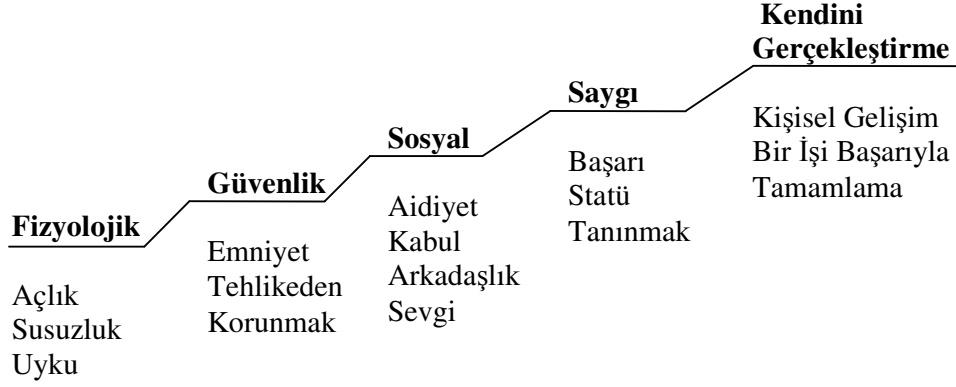 Fizyolojik
Açlık
Susuzluk
Uyku
Güvenlik
Emniyet
Tehlikeden
Korunmak
Sosyal
Aidiyet
Kabul
Arkadaşlık
Sevgi
Saygı
Başarı
Statü
Tanınmak
Kendini
Gerçekleştirme
Kişisel Gelişim
Bir İşi Başarıyla
Tamamlama